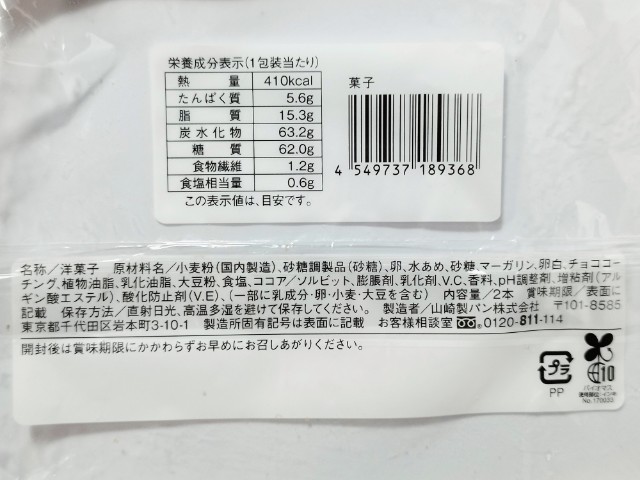 栄養成分表示(1包装当たり)
熱量 410kcal
たんぱく質 5.6g
脂質 15.3g
炭水化物 63.2g
糖質 62.0g
食物繊維 1.2g
食塩相当量 0.6g
この表示値は、目安です。
菓子
4 549737 189368
名称/洋菓子 原材料名/小麦粉(国内製造)、砂糖調製品(砂糖)、卵、水あめ、砂糖、マーガリン、卵白、チョココー
チング、植物油脂、乳化油脂、大豆粉、食塩、ココア/ソルビット、膨脹剤、乳化剤、V.C、香料、pH調整剤、増粘剤(アル
ギン酸エステル)、酸化防止剤(V.E)、(一部に乳成分・卵・小麦・大豆を含む) 内容量/2本 賞味期限/表面に
記載 保存方法/直射日光、高温多湿を避けて保存してください。 製造者/山崎製パン株式会社 〒101-8585
東京都千代田区岩本町3-10-1 製造所固有記号は表面に記載 お客様相談室 0120-811-114
開封後は賞味期限にかかわらずお早めにお召しあがりください。
プラ
PP
10
バイオマス
No.170033